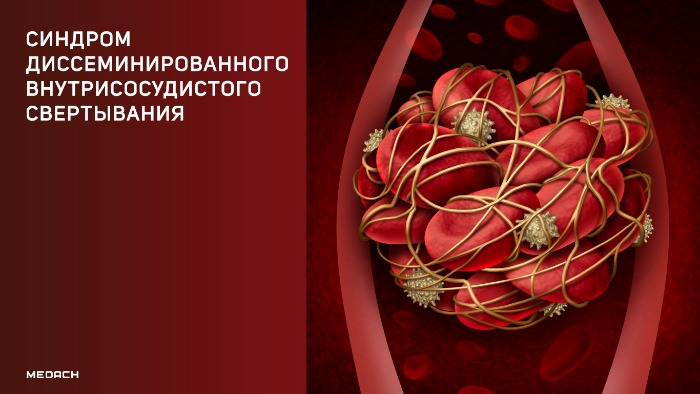 СИНДРОМ
ДИССЕМИНИРОВАННОГО
ВНУТРИСОСУДИСТОГО
СВЕРТЫВАНИЯ
MEDACH